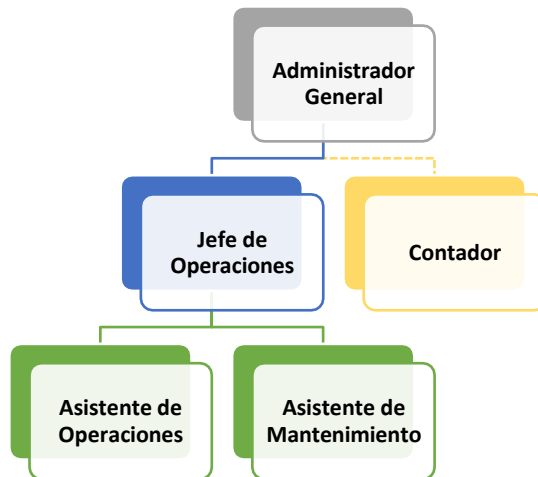 Administrador
General
Jefe de
Operaciones
Contador
Asistente de
Operaciones
Asistente de
Mantenimiento